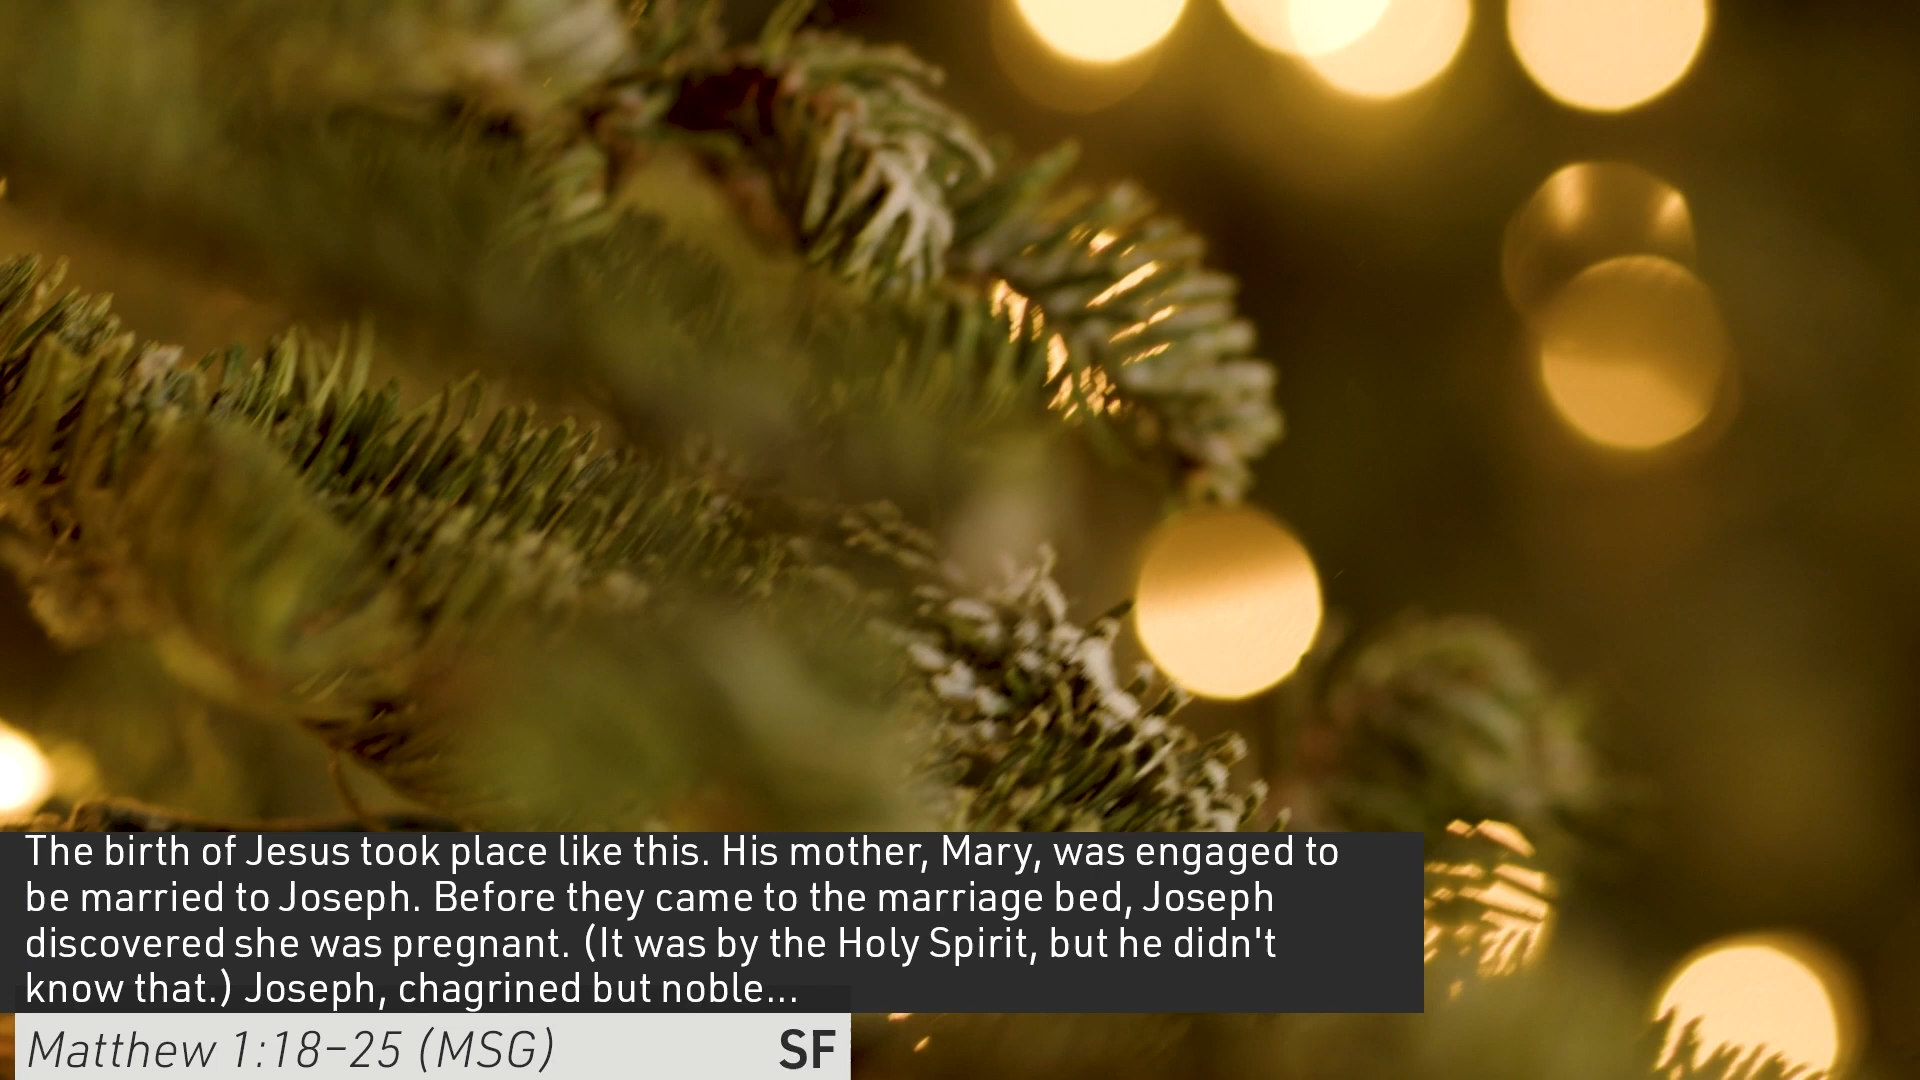 The birth of Jesus took place like this. His mother, Mary, was engaged to
be married to Joseph. Before they came to the marriage bed, Joseph
discovered she was pregnant. (It was by the Holy Spirit, but he didn't
know that.) Joseph, chagrined but noble...
Matthew 1:18–25 (MSG) SF